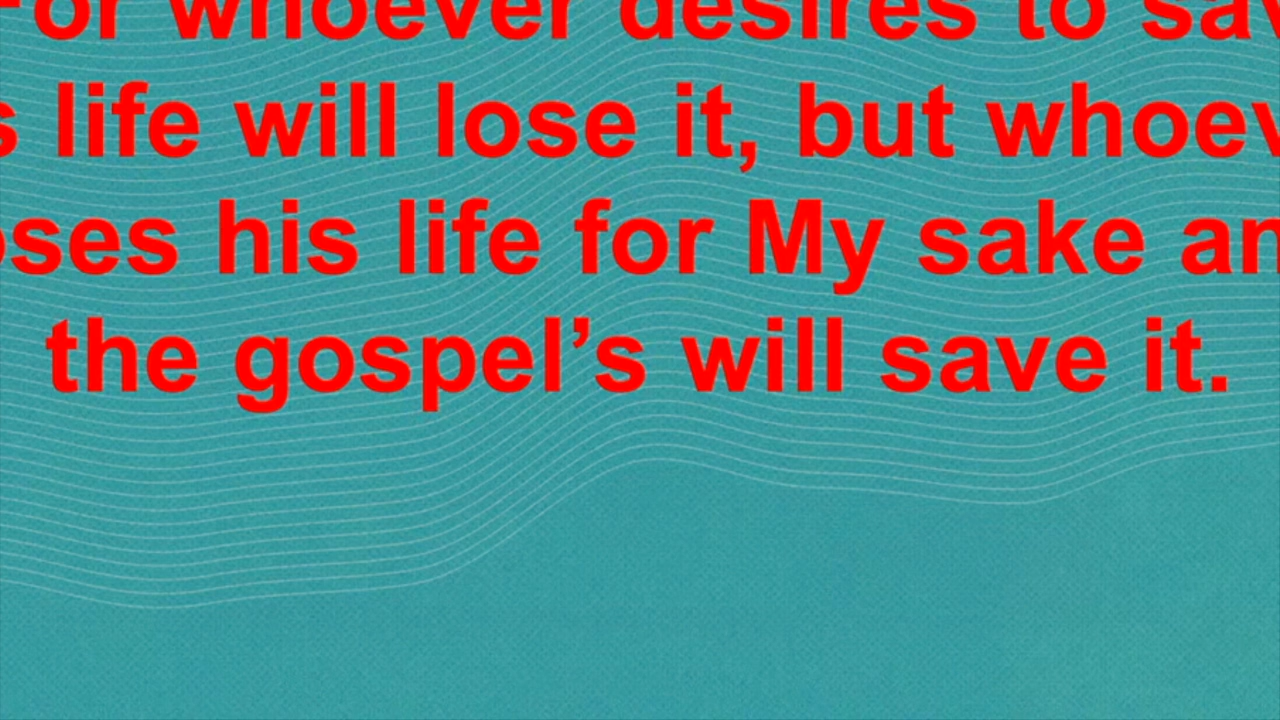 For whoever desires to sav
s life will lose it, but whoev
oses his life for My sake an
the gospel’s will save it.